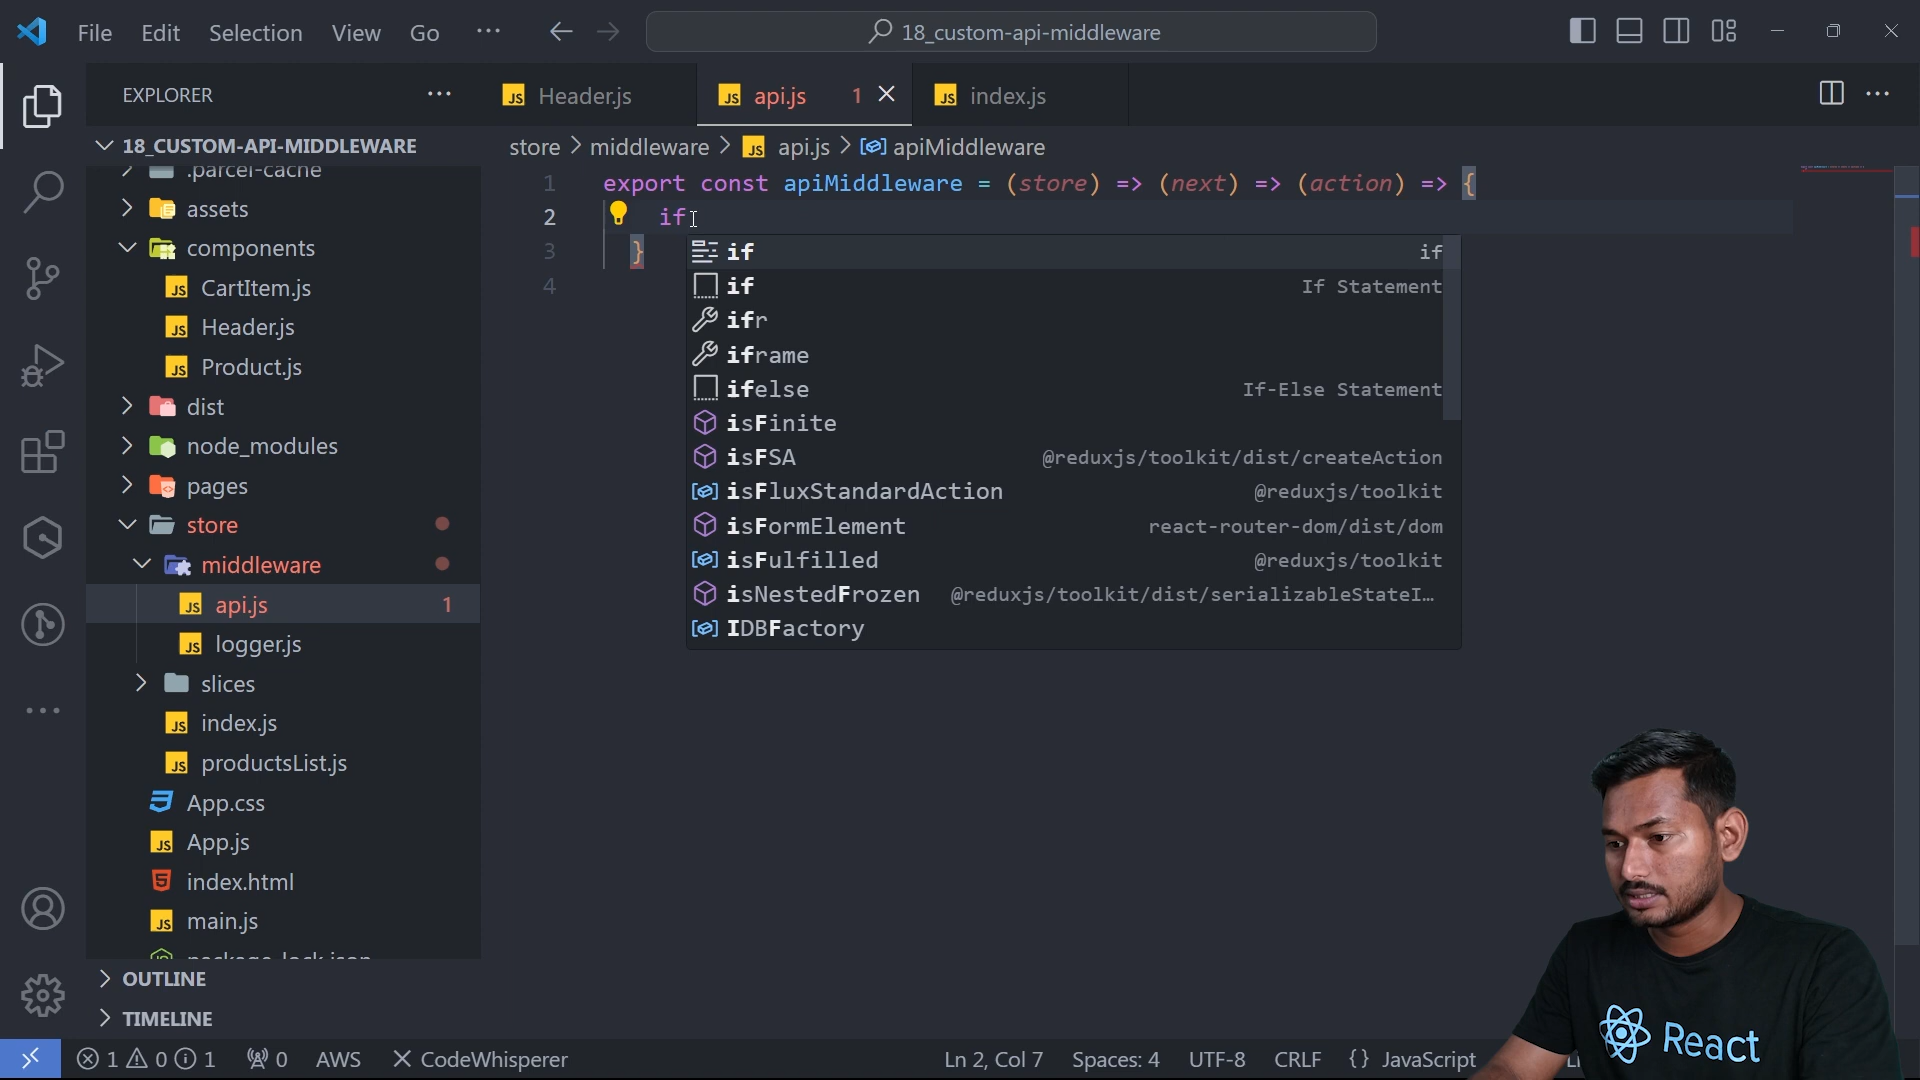 File Edit Selection View Go ...
18_custom-api-middleware
EXPLORER ...
Header.js
api.js 1
index.js
18_CUSTOM-API-MIDDLEWARE
store > middleware > api.js > apiMiddleware
.parcel-cache
assets
components
CartItem.js
Header.js
Product.js
dist
node_modules
pages
store
middleware
api.js 1
logger.js
slices
index.js
productsList.js
App.css
App.js
index.html
main.js
package-lock.json
OUTLINE
TIMELINE
1 export const apiMiddleware = (store) => (next) => (action) => {
2 if
3 }
4
if if
if If Statement
ifr
iframe
ifelse If-Else Statement
isFinite
isFSA @reduxjs/toolkit/dist/createAction
isFluxStandardAction @reduxjs/toolkit
isFormElement react-router-dom/dist/dom
isFulfilled @reduxjs/toolkit
isNestedFrozen @reduxjs/toolkit/dist/serializableStateI…
IDBFactory
React
1 0 1 0 AWS CodeWhisperer
Ln 2, Col 7 Spaces: 4 UTF-8 CRLF {} JavaScript